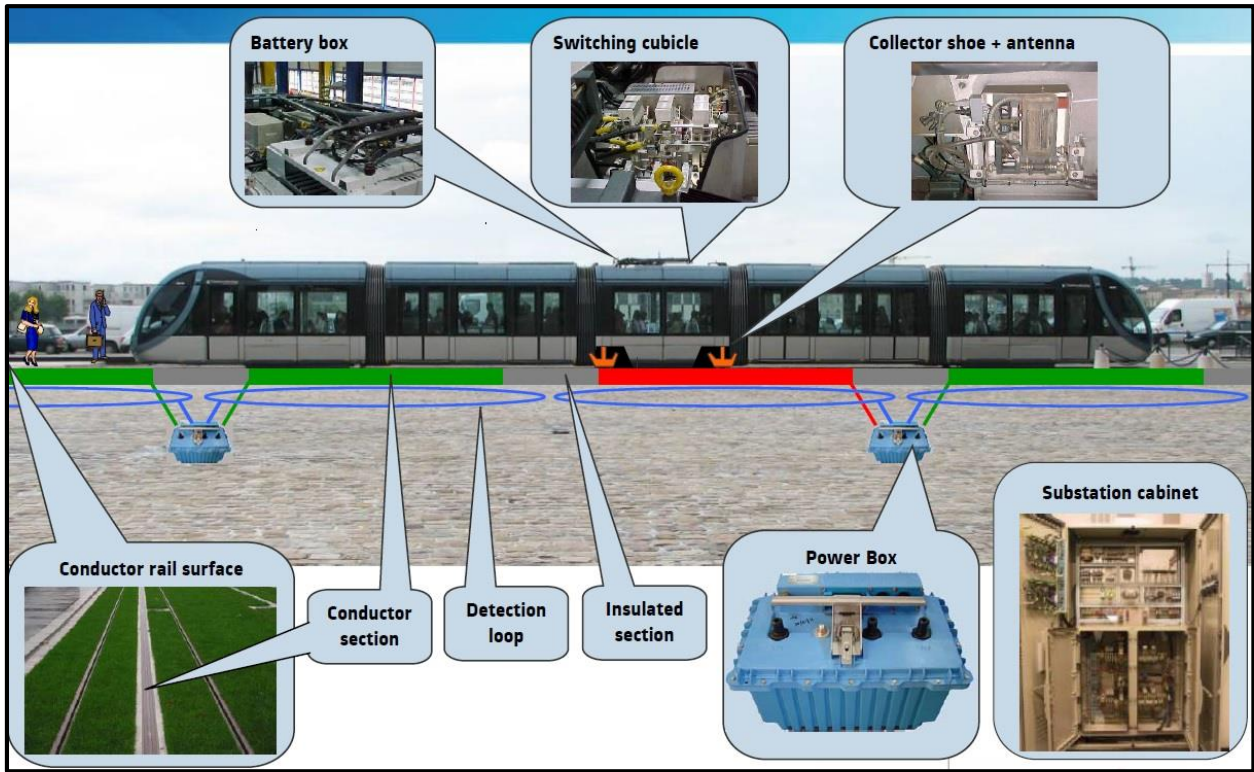 Battery box
Switching cubicle
Collector shoe + antenna
Conductor rail surface
Conductor
section
Detection
loop
Insulated
section
Power Box
Substation cabinet